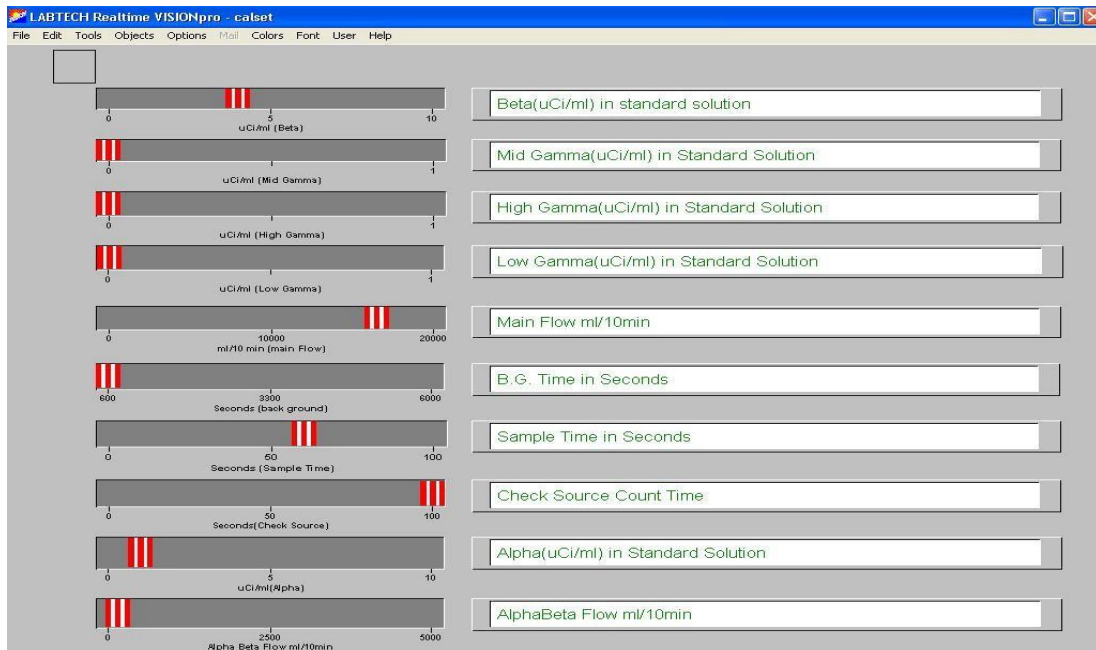 LABTECH Realtime VISIONpro - calset
File Edit Tools Objects Options Mail Colors Font User Help
0 5 10
uCi/ml (Beta)
Beta(uCi/ml) in standard solution
0 1
uCi/ml (Mid Gamma)
Mid Gamma(uCi/ml) in Standard Solution
0 1
uCi/ml (High Gamma)
High Gamma(uCi/ml) in Standard Solution
0 1
uCi/ml (Low Gamma)
Low Gamma(uCi/ml) in Standard Solution
0 10000 20000
ml/10 min (main Flow)
Main Flow ml/10min
600 3300 6000
Seconds (back ground)
B.G. Time in Seconds
0 50 100
Seconds (Sample Time)
Sample Time in Seconds
0 50 100
Seconds(Check Source)
Check Source Count Time
0 5 10
uCi/ml(Alpha)
Alpha(uCi/ml) in Standard Solution
0 2500 5000
Alpha Beta Flow ml/10min
AlphaBeta Flow ml/10min